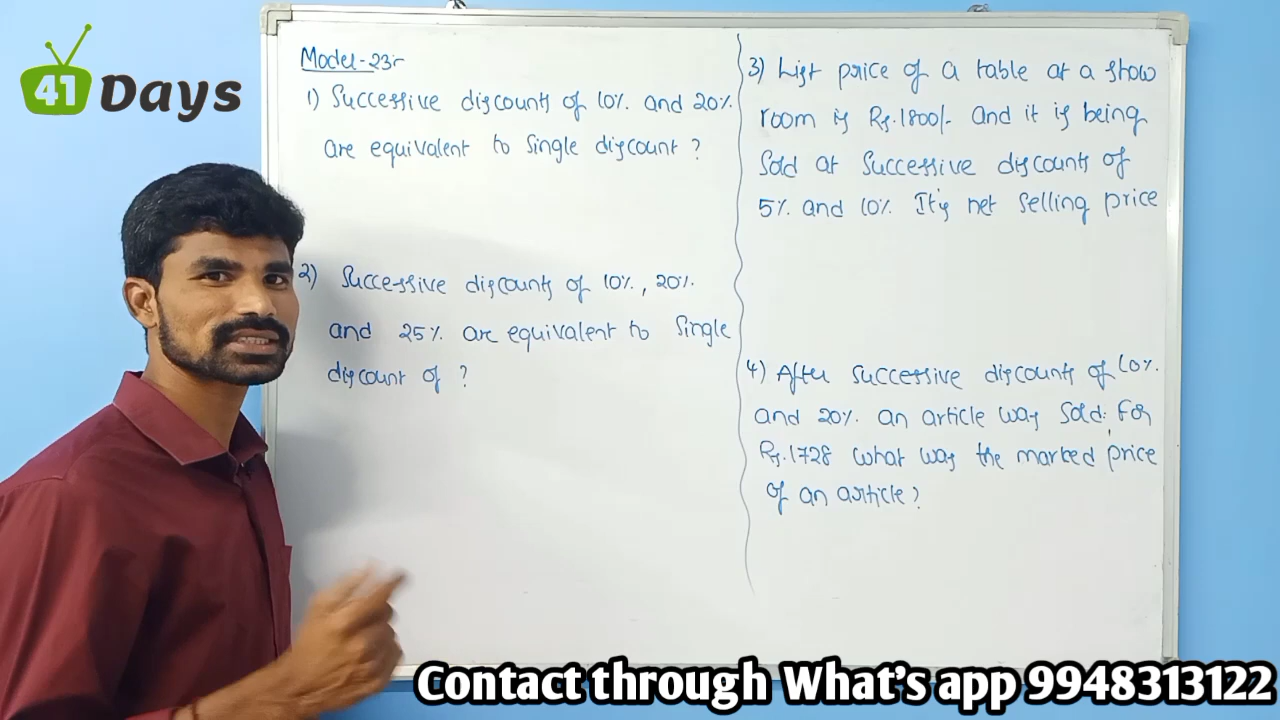 41 Days
Model-23:-
1) Successive discounts of 10% and 20%
are equivalent to single discount ?
2) Successive discounts of 10%, 20%
and 25% are equivalent to single
discount of ?
3) List price of a table at a show
room is Rs.1800/- and it is being
sold at successive discounts of
5% and 10% It's net selling price
4) After successive discounts of 10%
and 20% an article was sold for
Rs.1728 what was the marked price
of an article?
Contact through What's app 9948313122